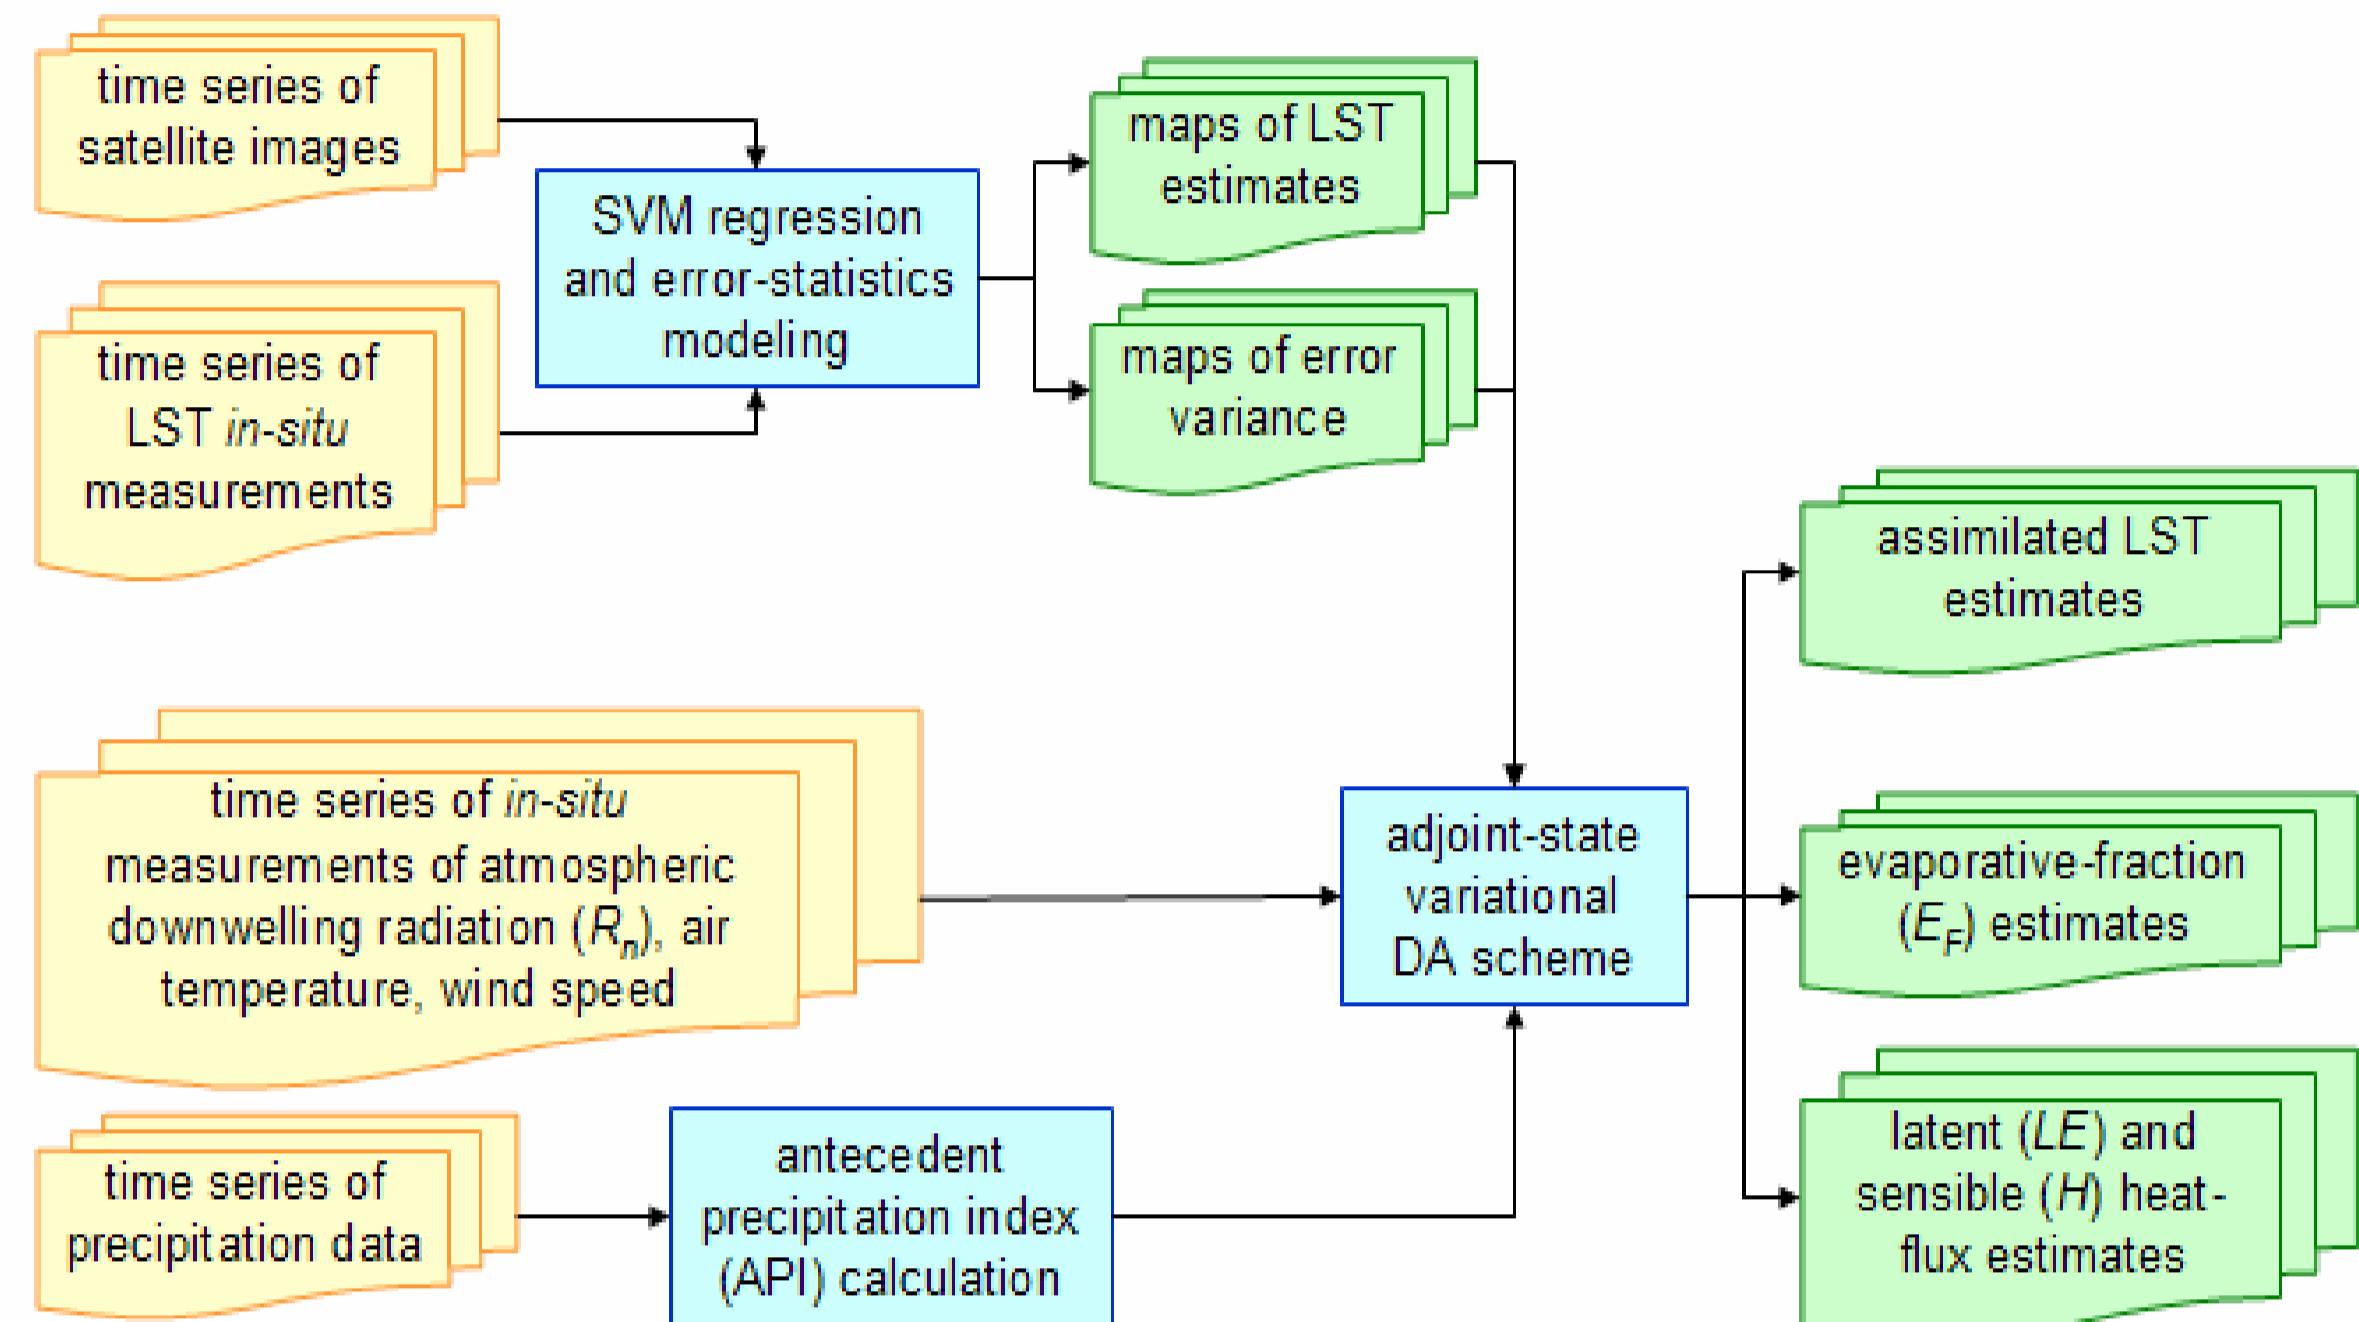 time series of
satellite images
SVM regression
and error-statistics
modeling
maps of LST
estimates
time series of
LST in-situ
measurements
maps of error
variance
assimilated LST
estimates
time series of in-situ
measurements of atmospheric
downwelling radiation (Rn), air
temperature, wind speed
adjoint-state
variational
DA scheme
evaporative-fraction
(EF) estimates
time series of
precipitation data
antecedent
precipitation index
(API) calculation
latent (LE) and
sensible (H) heat-
flux estimates